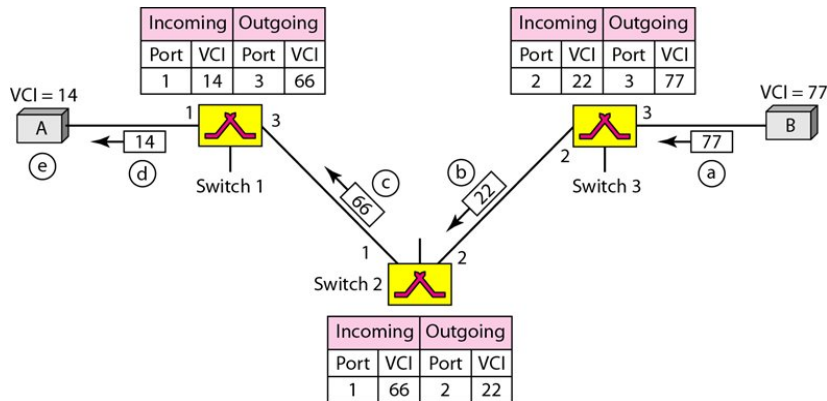 Incoming Outgoing
Port VCI Port VCI
1 14 3 66
Incoming Outgoing
Port VCI Port VCI
2 22 3 77
VCI = 14
A
e
14
d
1
3
Switch 1
66
c
b
22
2
3
Switch 3
77
a
VCI = 77
B
1
2
Switch 2
Incoming Outgoing
Port VCI Port VCI
1 66 2 22